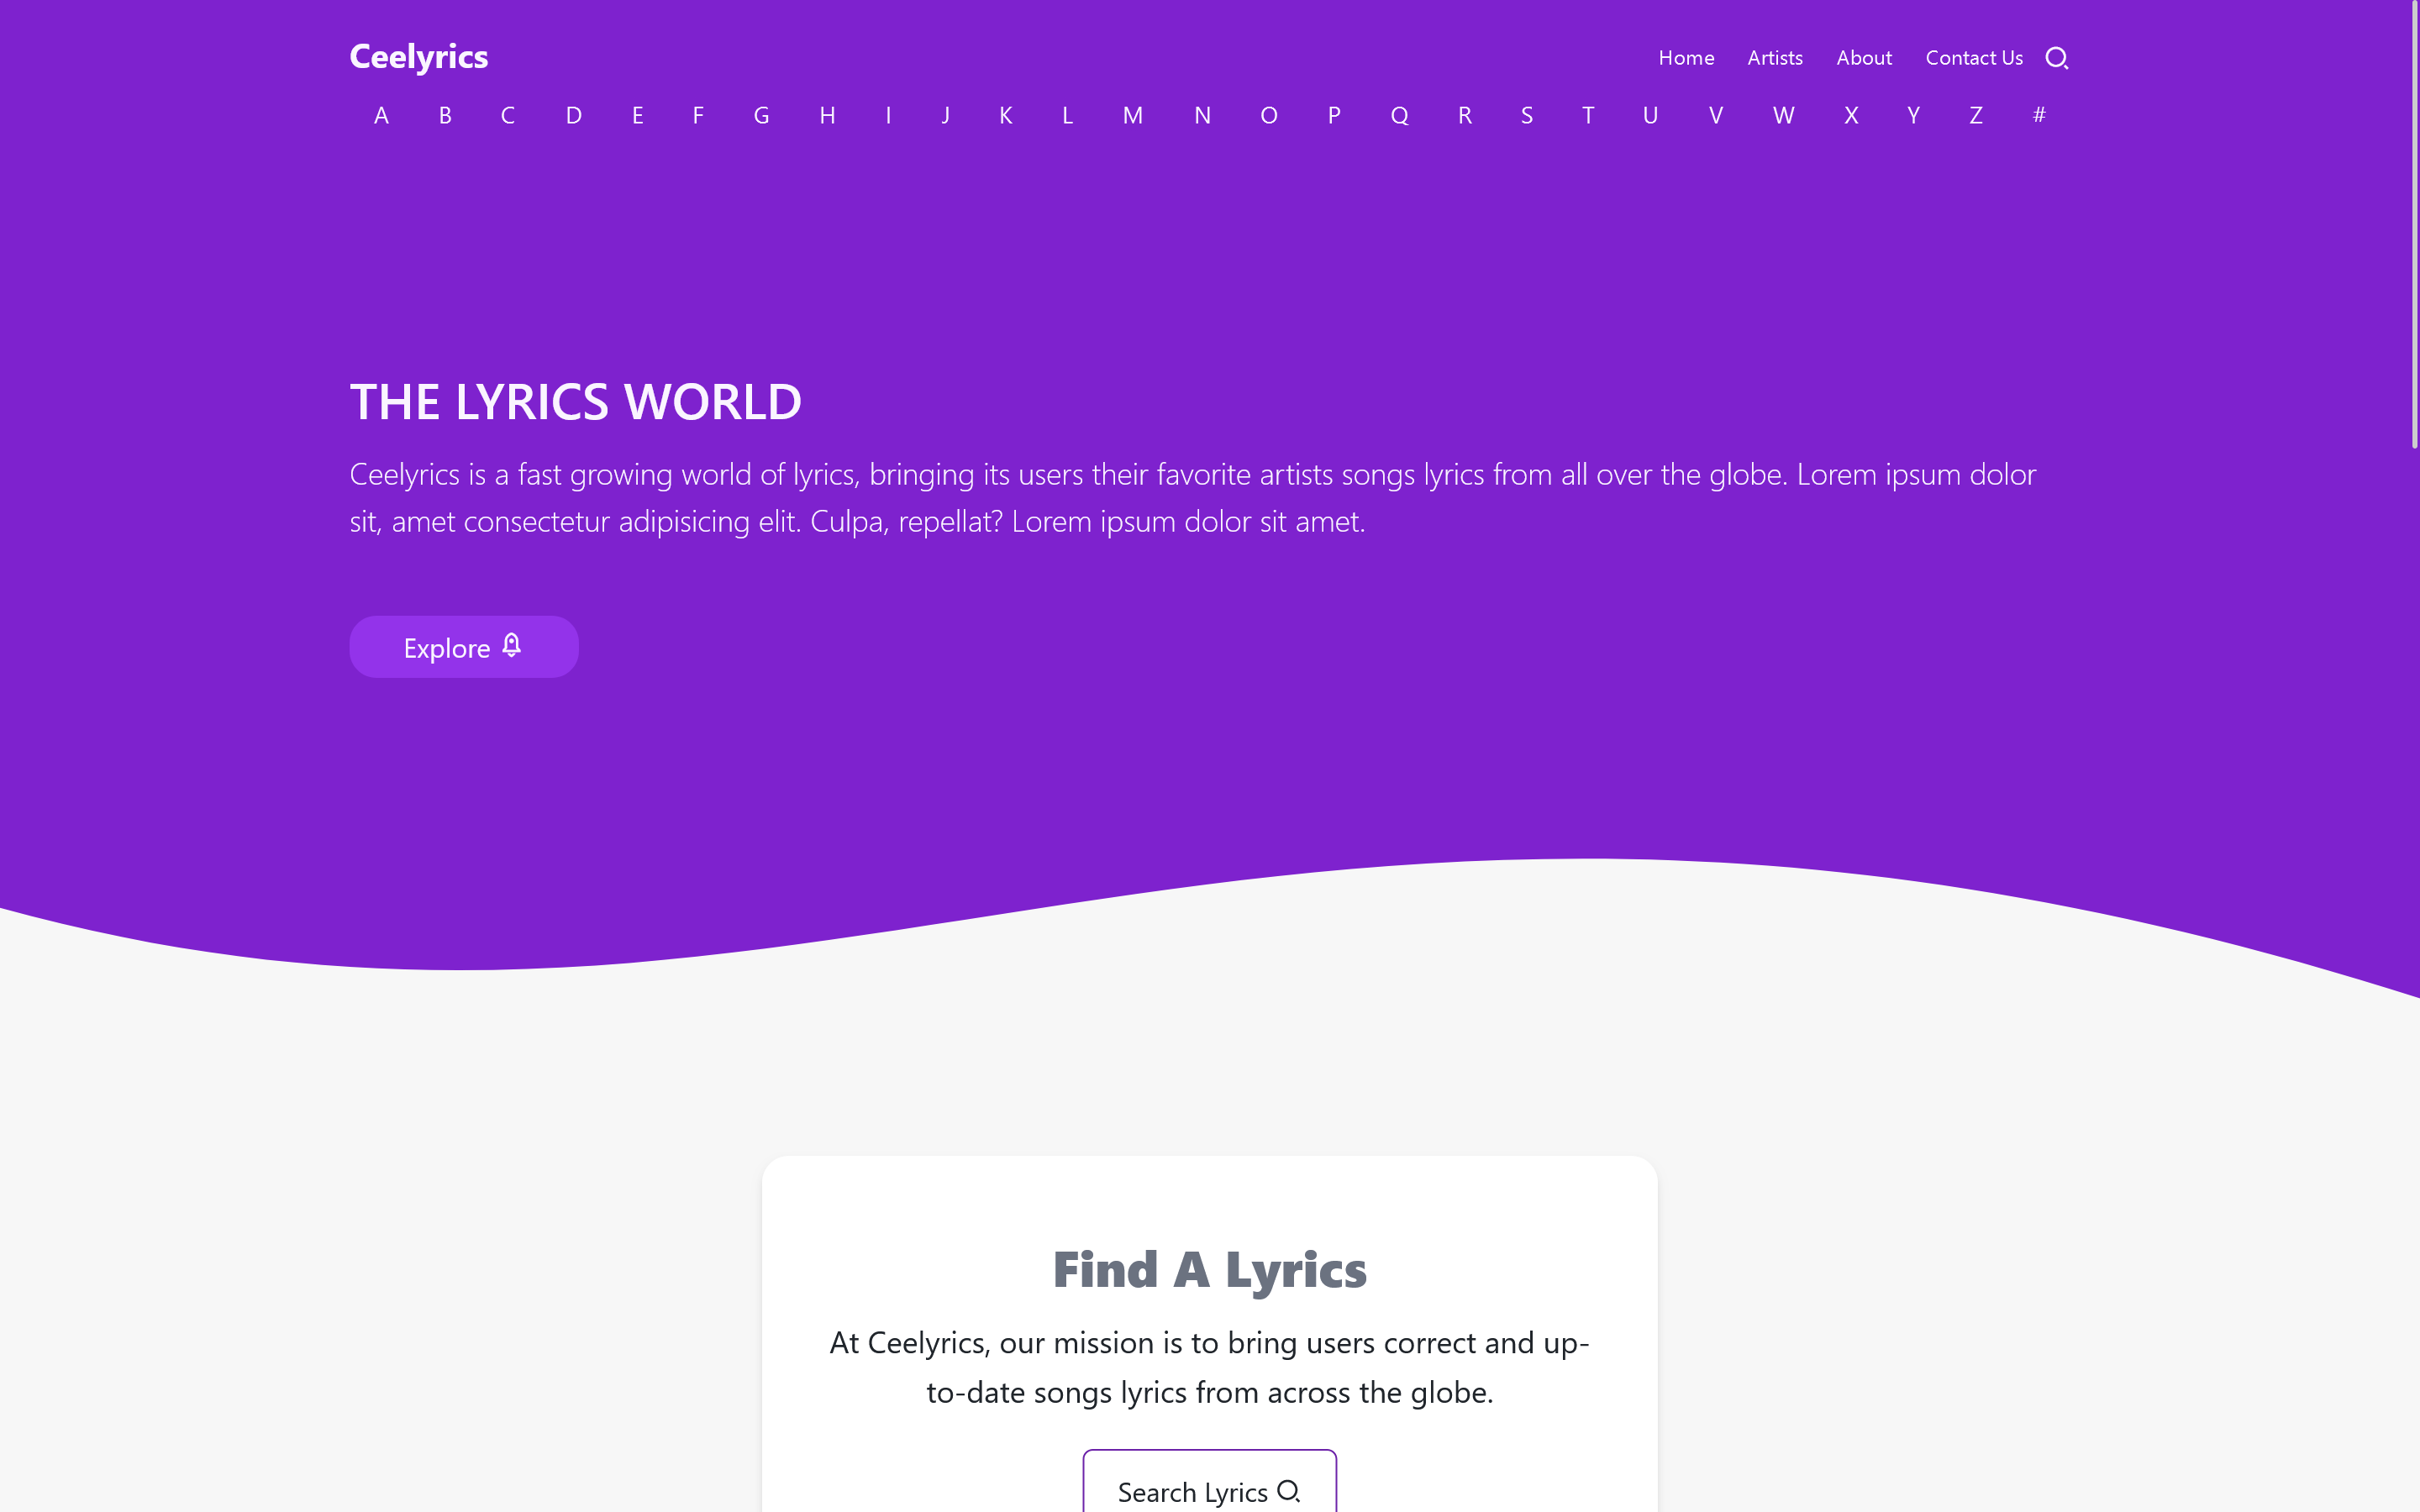 Ceelyrics Home Artists About Contact Us
A B C D E F G H I J K L M N O P Q R S T U V W X Y Z #
THE LYRICS WORLD
Ceelyrics is a fast growing world of lyrics, bringing its users their favorite artists songs lyrics from all over the globe. Lorem ipsum dolor
sit, amet consectetur adipisicing elit. Culpa, repellat? Lorem ipsum dolor sit amet.
Explore
Find A Lyrics
At Ceelyrics, our mission is to bring users correct and up-
to-date songs lyrics from across the globe.
Search Lyrics